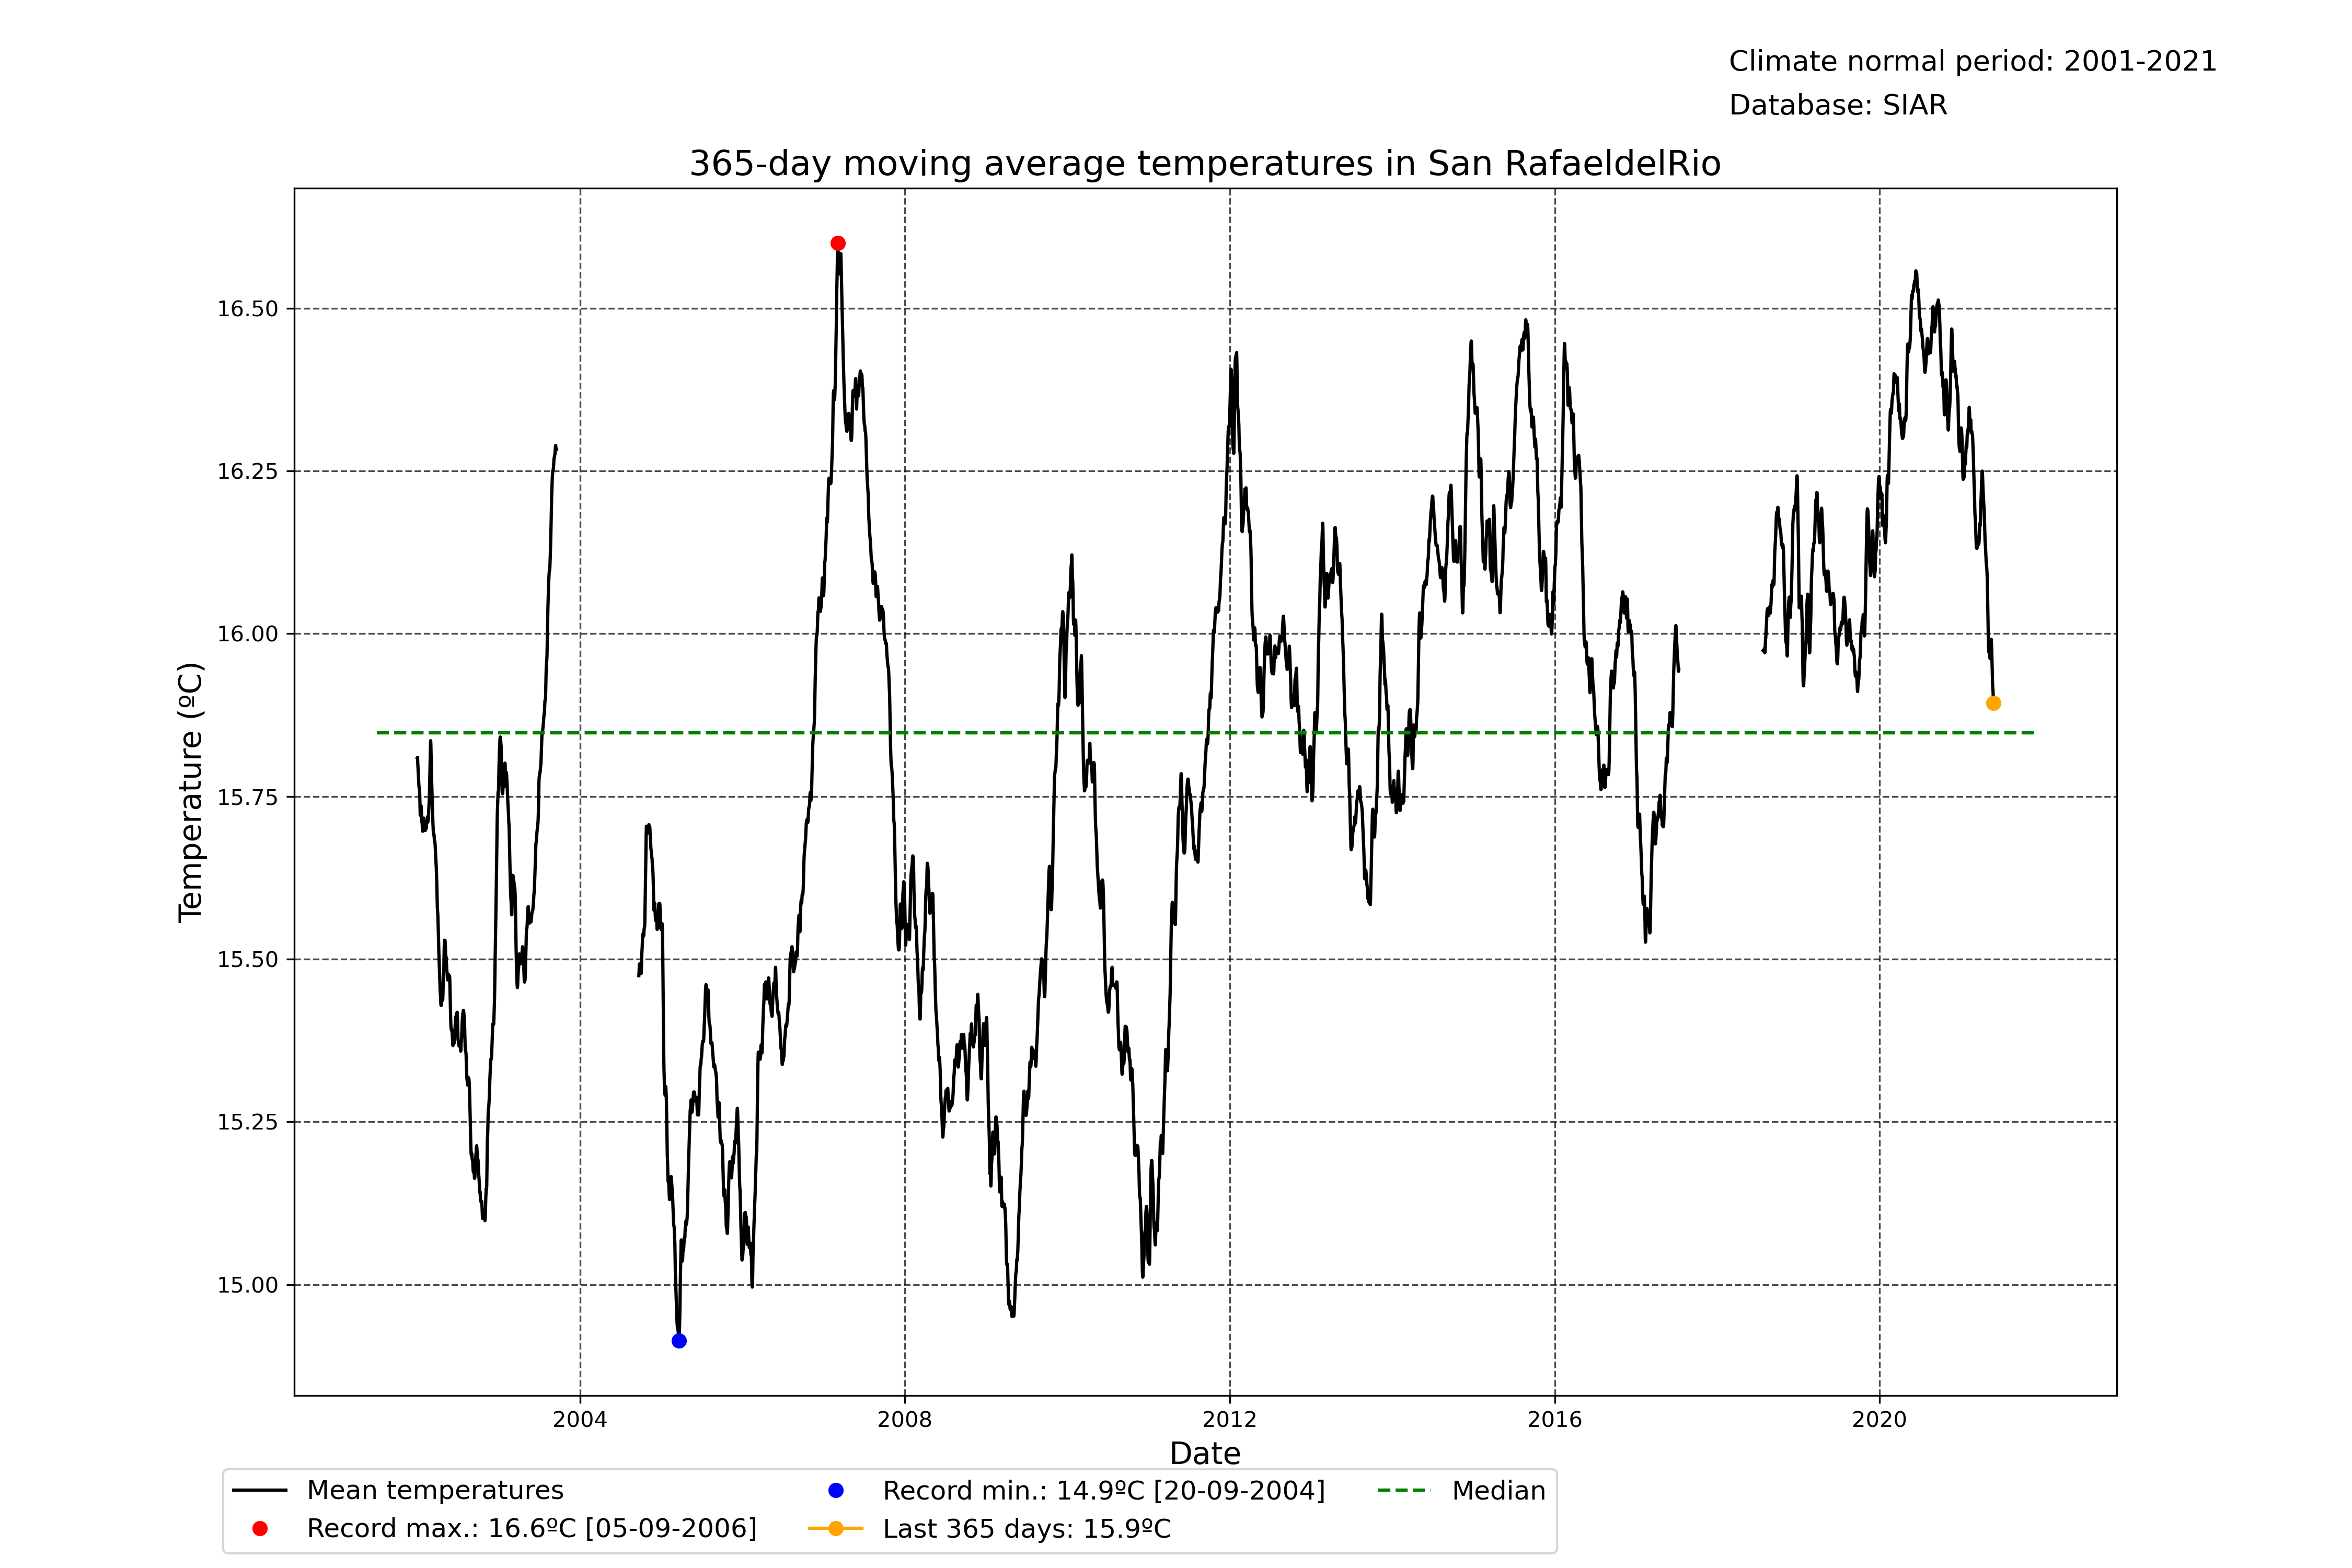 Climate normal period: 2001-2021
Database: SIAR
365-day moving average temperatures in San RafaeldelRio
Temperature (ºC)
16.50
16.25
16.00
15.75
15.50
15.25
15.00
2004 2008 2012 2016 2020
Date
Mean temperatures
Record max.: 16.6ºC [05-09-2006]
Record min.: 14.9ºC [20-09-2004]
Last 365 days: 15.9ºC
Median